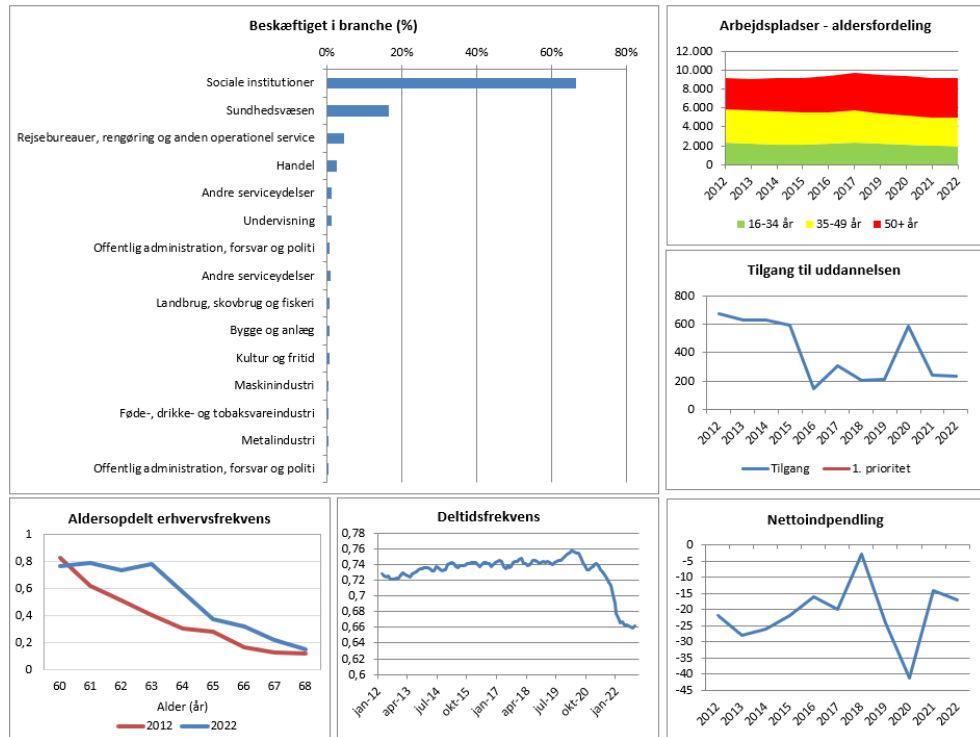 Beskæftiget i branche (%)
0% 20% 40% 60% 80%
Sociale institutioner
Sundhedsvæsen
Rejsebureauer, rengøring og anden operationel service
Handel
Andre serviceydelser
Undervisning
Offentlig administration, forsvar og politi
Andre serviceydelser
Landbrug, skovbrug og fiskeri
Bygge og anlæg
Kultur og fritid
Maskinindustri
Føde-, drikke- og tobaksvareindustri
Metalindustri
Offentlig administration, forsvar og politi
Arbejdspladser - aldersfordeling
12.000
10.000
8.000
6.000
4.000
2.000
0
2012 2013 2014 2015 2016 2017 2018 2019 2020 2021 2022
16-34 år 35-49 år 50+ år
Tilgang til uddannelsen
800
600
400
200
0
2012 2013 2014 2015 2016 2017 2018 2019 2020 2021 2022
Tilgang 1. prioritet
Aldersopdelt erhvervsfrekvens
1
0,8
0,6
0,4
0,2
0
60 61 62 63 64 65 66 67 68
Alder (år)
2012 2022
Deltidsfrekvens
0,78
0,76
0,74
0,72
0,7
0,68
0,66
0,64
0,62
0,6
jan-12 apr-13 jul-14 okt-15 jan-17 apr-18 jul-19 okt-20 jan-22
Nettoindpendling
0
-5
-10
-15
-20
-25
-30
-35
-40
-45
2012 2013 2014 2015 2016 2017 2018 2019 2020 2021 2022